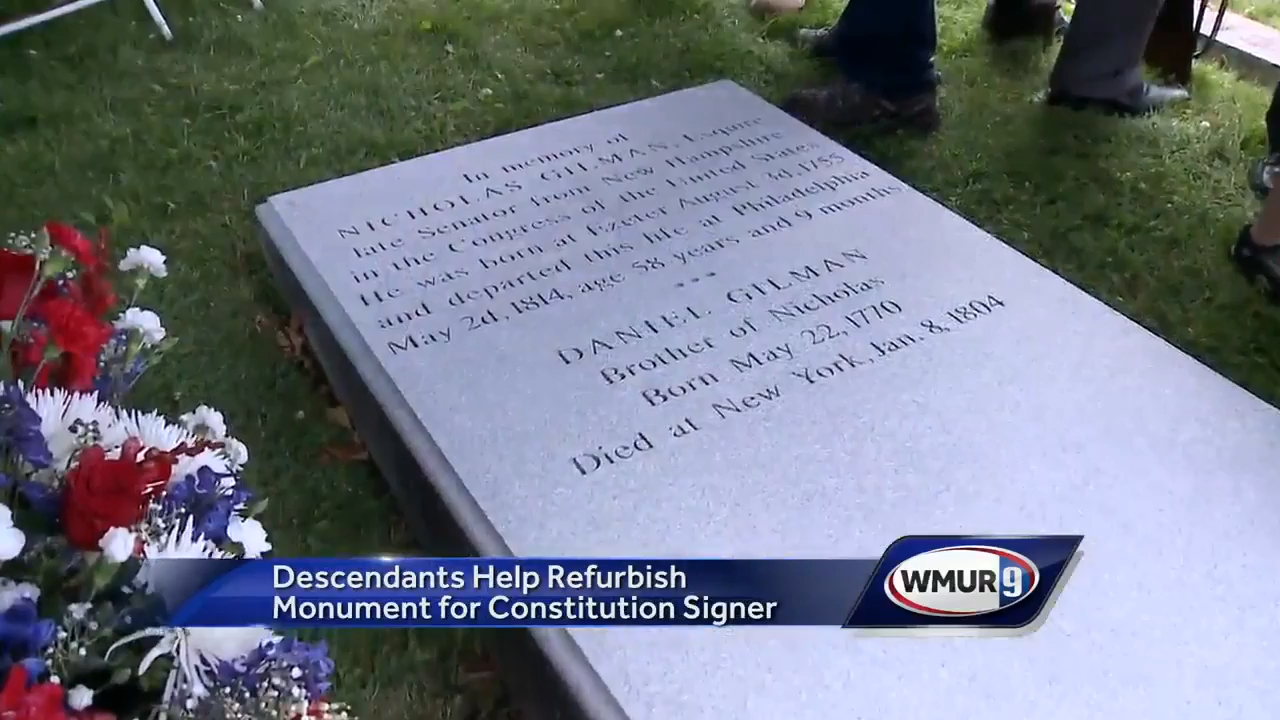 In memory of
NICHOLAS GILMAN, Esquire
late Senator from New Hampshire
in the Congress of the United States
He was born at Exeter August 3d, 1755
and departed this life at Philadelphia
May 2d, 1814, age 58 years and 9 months
DANIEL GILMAN
Brother of Nicholas
Born May 22, 1770
Died at New York, Jan. 8, 1804
Descendants Help Refurbish
Monument for Constitution Signer
WMUR9